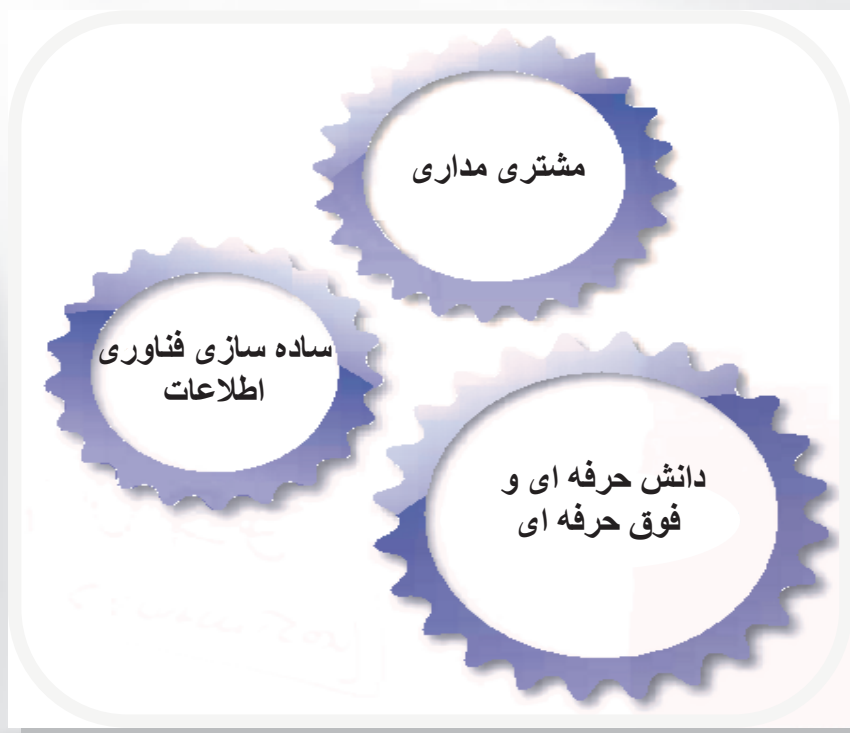 مشتری مداری
ساده سازی فناوری
اطلاعات
دانش حرفه ای و
فوق حرفه ای